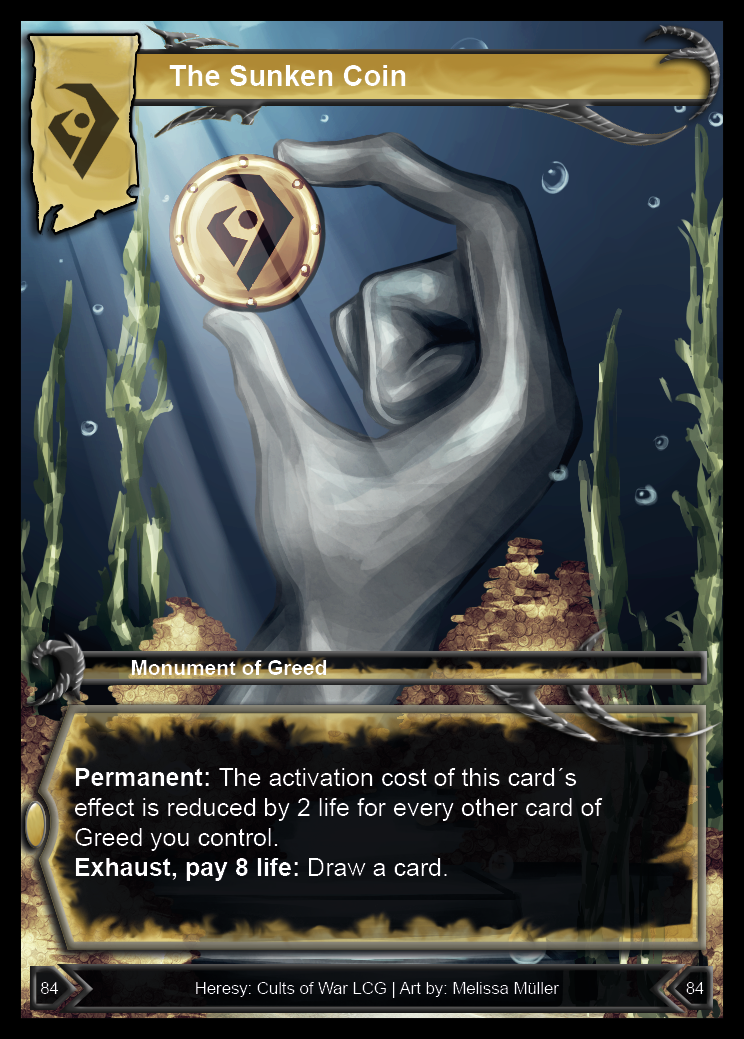 The Sunken Coin
Monument of Greed
Permanent: The activation cost of this card´s
effect is reduced by 2 life for every other card of
Greed you control.
Exhaust, pay 8 life: Draw a card.
84 Heresy: Cults of War LCG | Art by: Melissa Müller 84